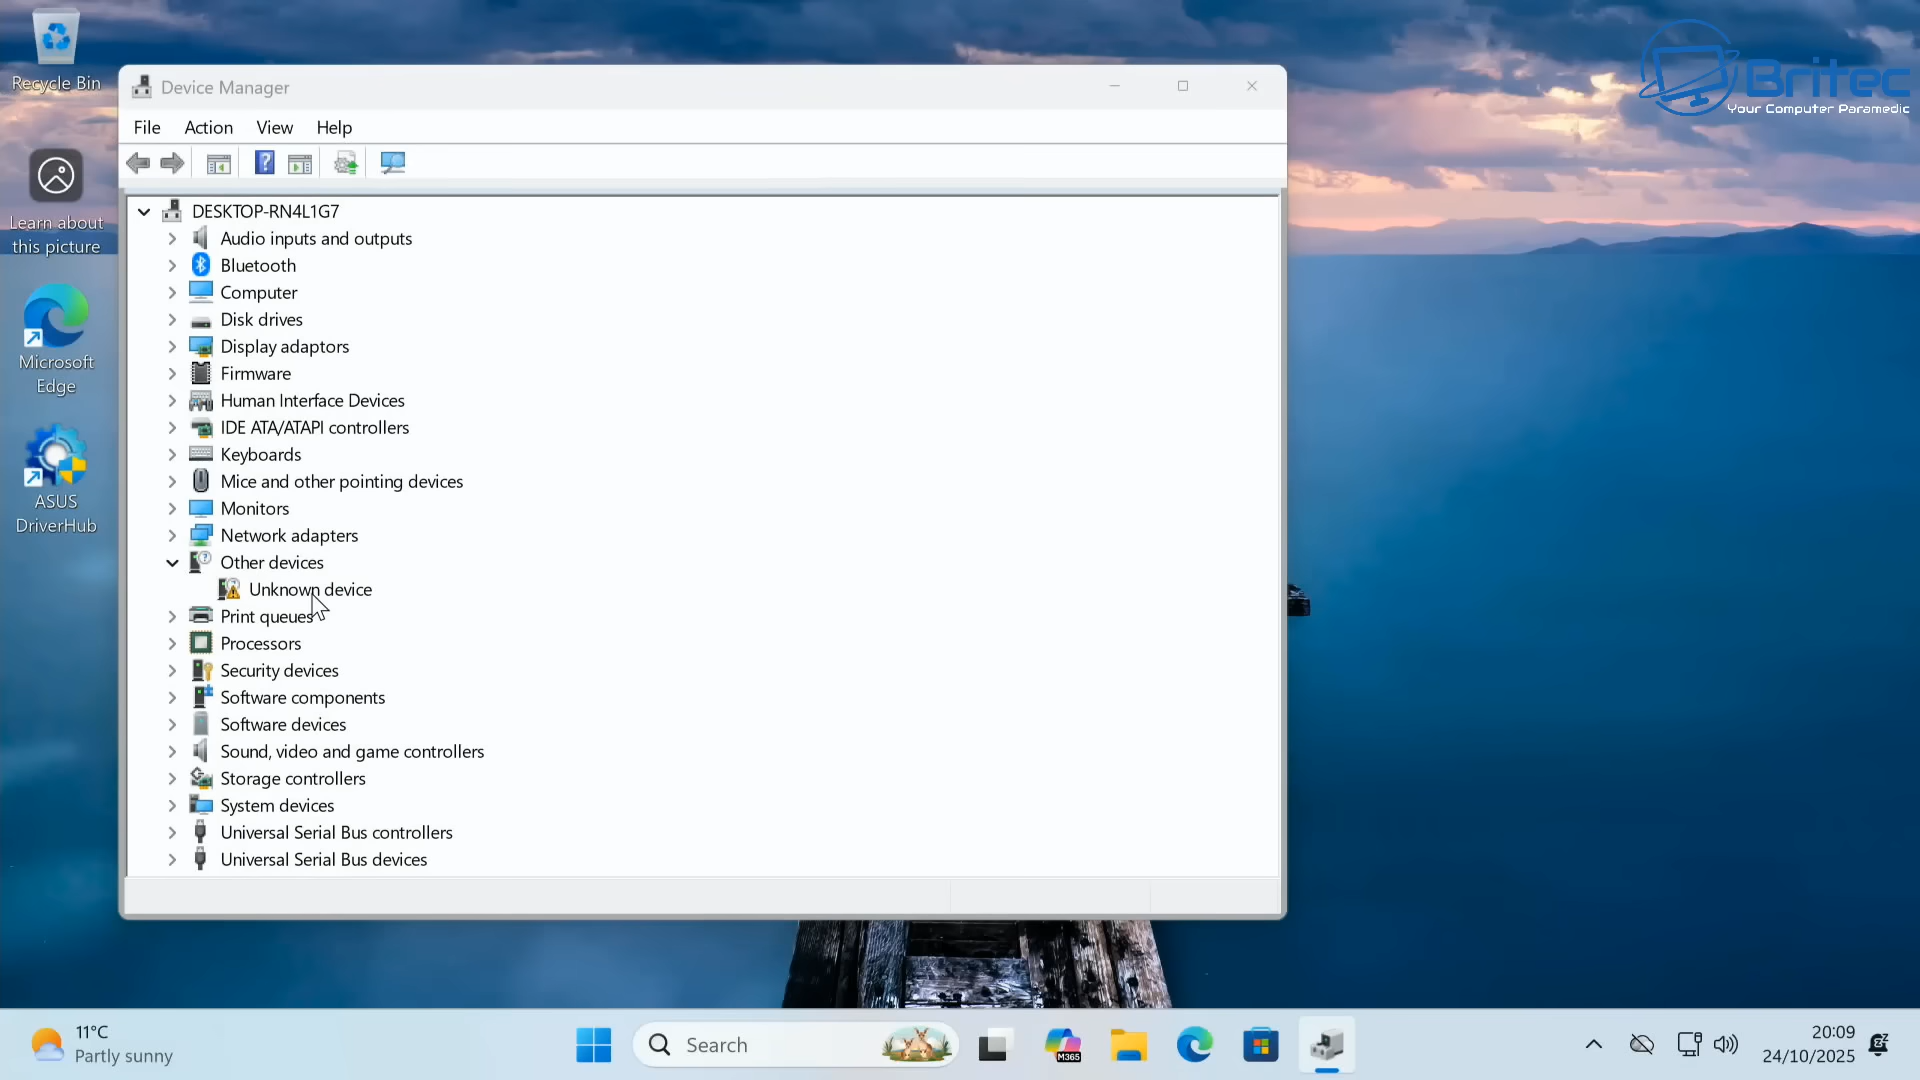 Recycle Bin
Learn about
this picture
Microsoft
Edge
ASUS
DriverHub
Britec
Your Computer Paramedic
Device Manager
File Action View Help
DESKTOP-RN4L1G7
Audio inputs and outputs
Bluetooth
Computer
Disk drives
Display adaptors
Firmware
Human Interface Devices
IDE ATA/ATAPI controllers
Keyboards
Mice and other pointing devices
Monitors
Network adapters
Other devices
Unknown device
Print queues
Processors
Security devices
Software components
Software devices
Sound, video and game controllers
Storage controllers
System devices
Universal Serial Bus controllers
Universal Serial Bus devices
11°C
Partly sunny
Search
M365
20:09
24/10/2025